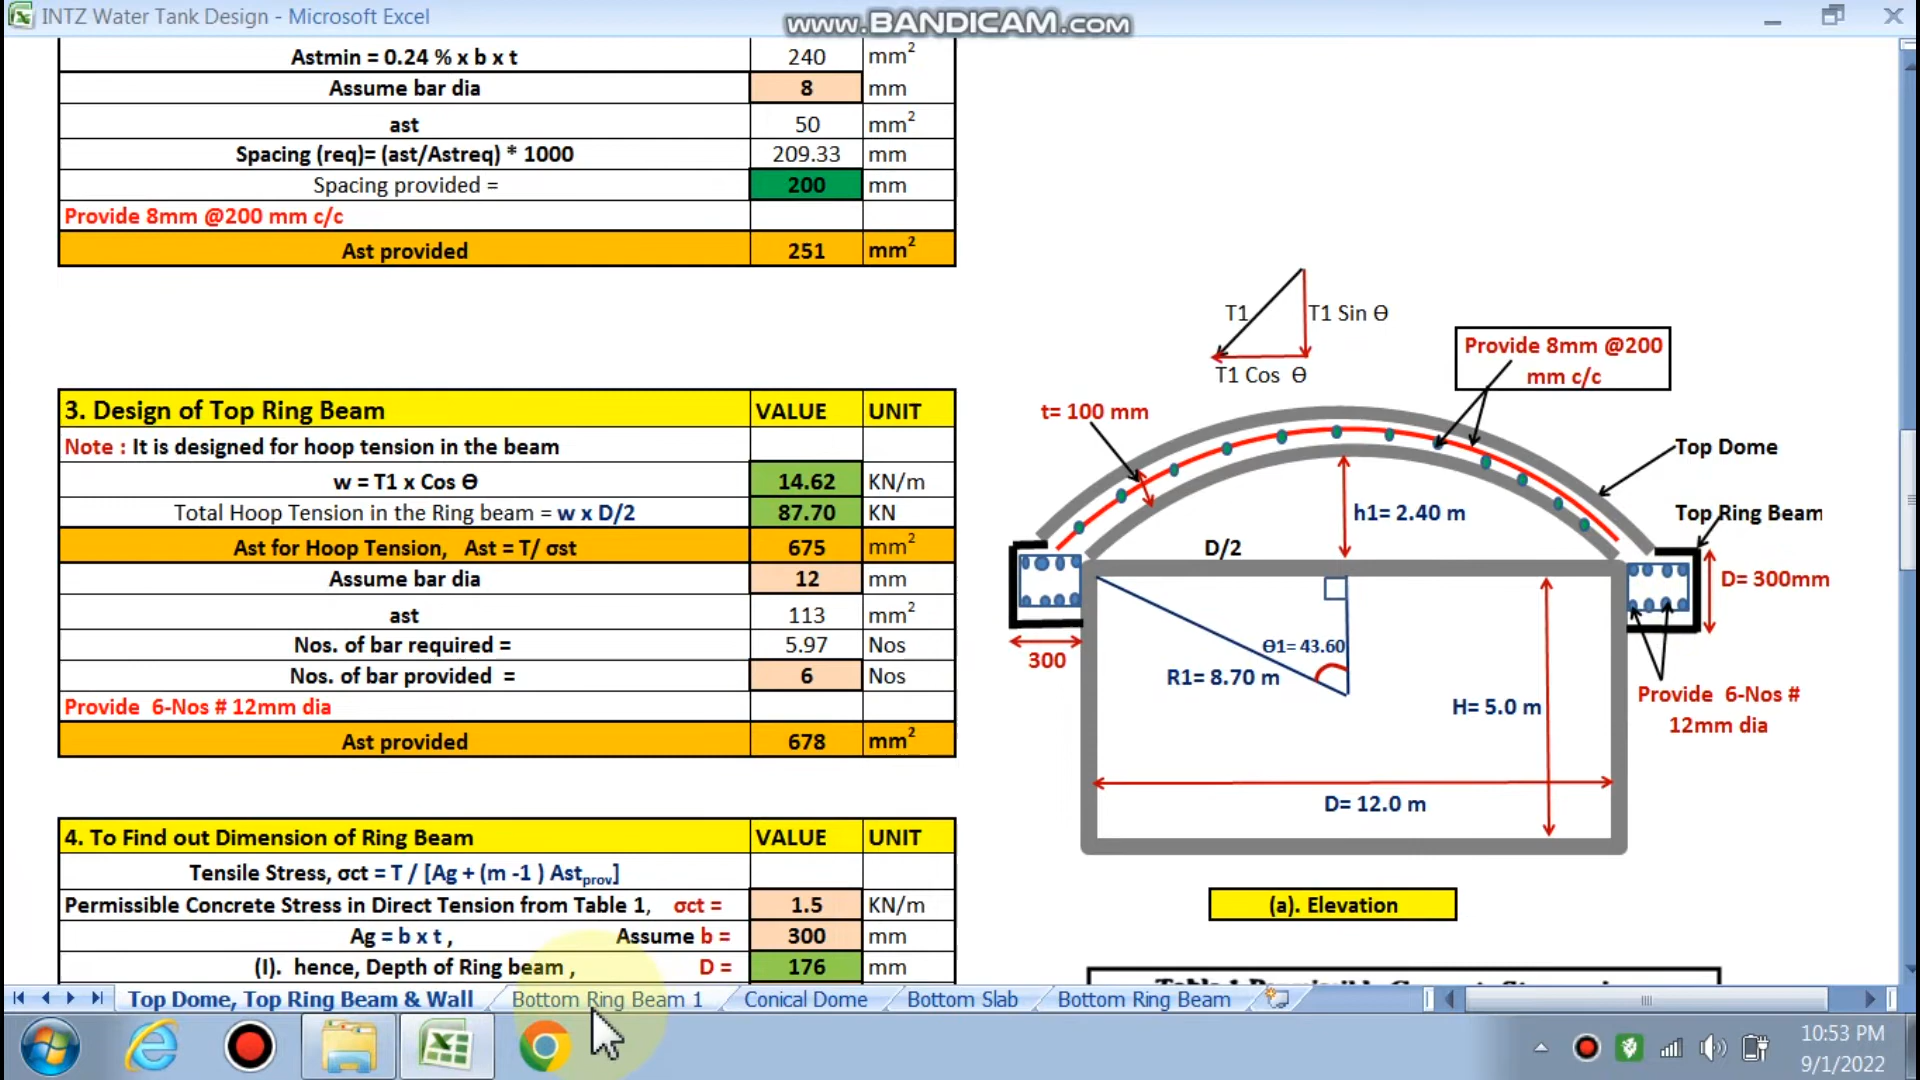 INTZ Water Tank Design - Microsoft Excel
www.BANDICAM.com
Astmin = 0.24 % x b x t 240 mm2
Assume bar dia 8 mm
ast 50 mm2
Spacing (req)= (ast/Astreq) * 1000 209.33 mm
Spacing provided = 200 mm
Provide 8mm @200 mm c/c
Ast provided 251 mm2
3. Design of Top Ring Beam VALUE UNIT
Note : It is designed for hoop tension in the beam
w = T1 x Cos Ɵ 14.62 KN/m
Total Hoop Tension in the Ring beam = w x D/2 87.70 KN
Ast for Hoop Tension, Ast = T/ σst 675 mm2
Assume bar dia 12 mm
ast 113 mm2
Nos. of bar required = 5.97 Nos
Nos. of bar provided = 6 Nos
Provide 6-Nos # 12mm dia
Ast provided 678 mm2
4. To Find out Dimension of Ring Beam VALUE UNIT
Tensile Stress, σct = T / [Ag + (m -1 ) Astprov]
Permissible Concrete Stress in Direct Tension from Table 1, σct = 1.5 KN/m
Ag = b x t , Assume b = 300 mm
(I). hence, Depth of Ring beam , D = 176 mm
T1
T1 Sin Ɵ
T1 Cos Ɵ
Provide 8mm @200
mm c/c
t= 100 mm
Top Dome
h1= 2.40 m
Top Ring Beam
D/2
D= 300mm
300
Ɵ1= 43.60
R1= 8.70 m
H= 5.0 m
Provide 6-Nos #
12mm dia
D= 12.0 m
(a). Elevation
Top Dome, Top Ring Beam & Wall
Bottom Ring Beam 1
Conical Dome
Bottom Slab
Bottom Ring Beam
10:53 PM
9/1/2022